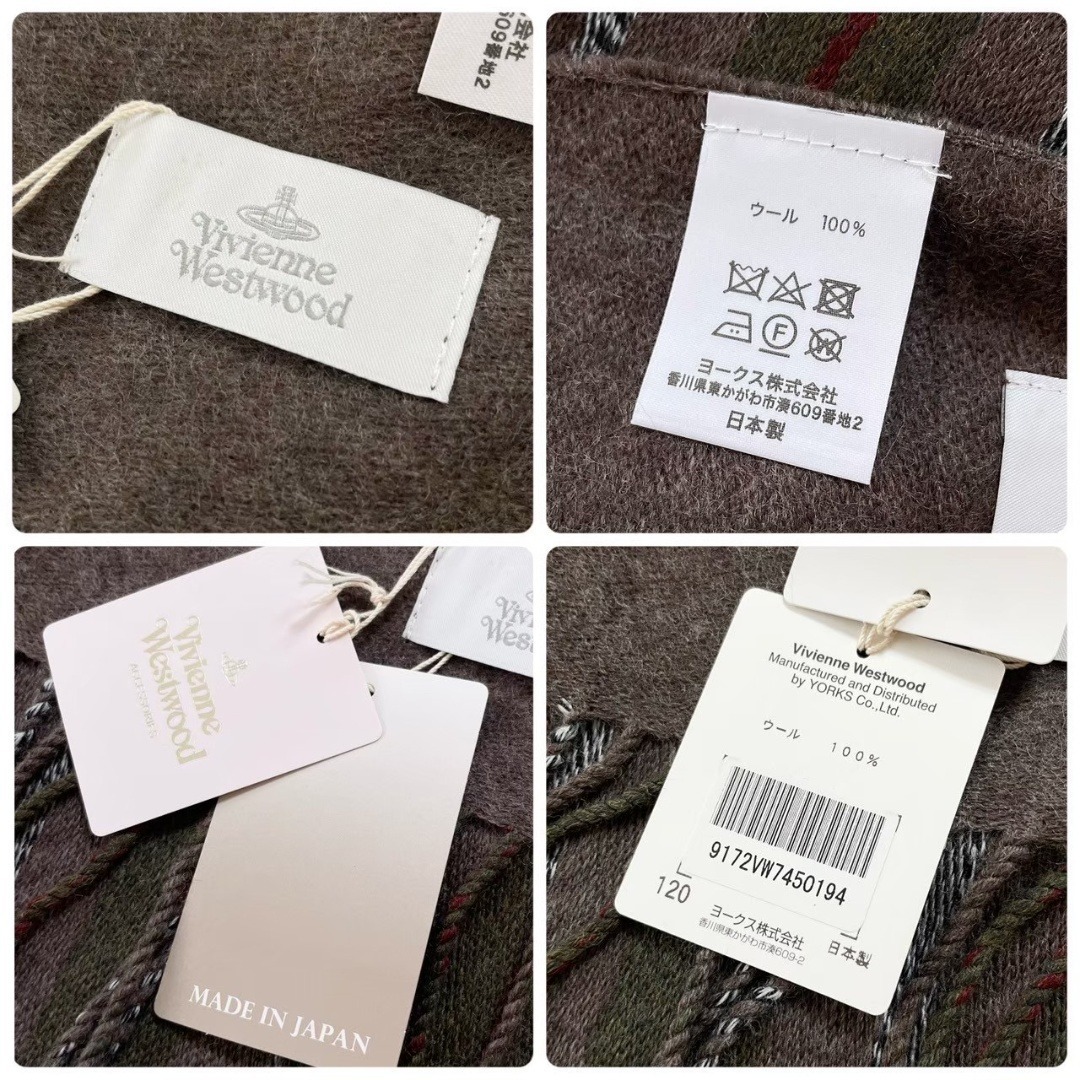 会社
609番地2
Vivienne
Westwood
ウール 100%
F
W
ヨークス株式会社
香川県東かがわ市湊609番地2
日本製
Vivienne
Westwood
ACCESSORIES
Vivi
West
MADE IN JAPAN
Vivienne Westwood
Manufactured and Distributed
by YORKS Co.,Ltd.
ウール 100%
9172VW7450194
120
ヨークス株式会社
香川県東かがわ市湊609-2
日本製